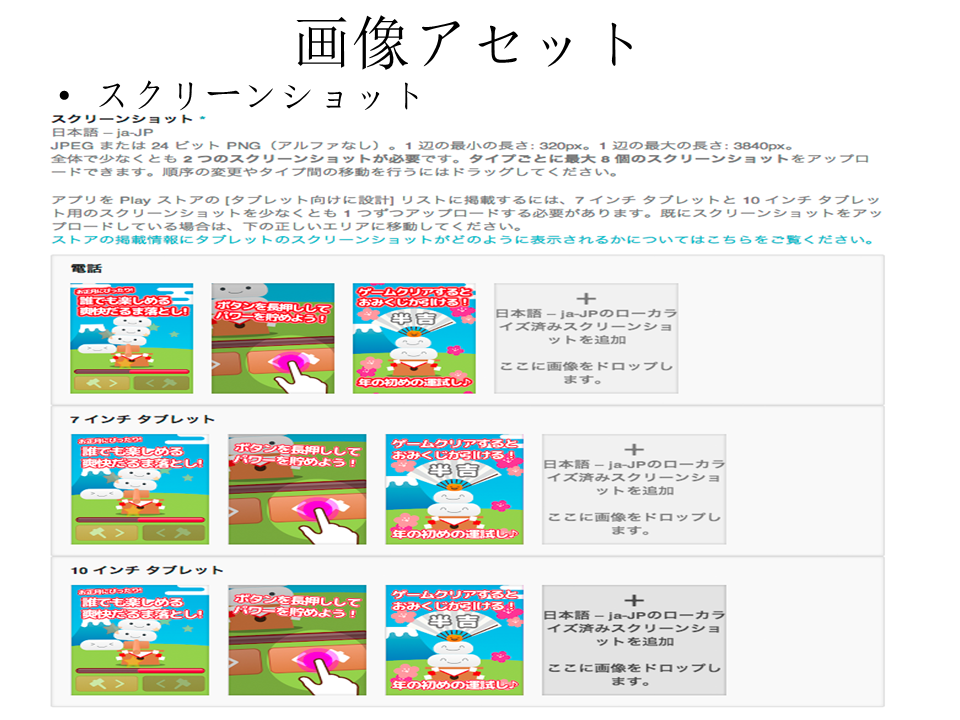 画像アセット
• スクリーンショット
スクリーンショット *
日本語 – ja-JP
JPEG または 24 ビット PNG（アルファなし）。1 辺の最小の長さ: 320px。1 辺の最大の長さ: 3840px。
全体で少なくとも 2 つのスクリーンショットが必要です。タイプごとに最大 8 個のスクリーンショットをアップロ
ードできます。順序の変更やタイプ間の移動を行うにはドラッグしてください。
アプリを Play ストアの [タブレット向けに設計] リストに掲載するには、7 インチ タブレットと 10 インチ タブレッ
ト用のスクリーンショットを少なくとも 1 つずつアップロードする必要があります。既にスクリーンショットをアッ
プロードしている場合は、下の正しいエリアに移動してください。
ストアの掲載情報にタブレットのスクリーンショットがどのように表示されるかについてはこちらをご覧ください。
電話
お正月にぴったり!
誰でも楽しめる
爽快だるま落とし!
ボタンを長押しして
パワーを貯めよう!
ゲームクリアすると
おみくじが引ける!
半吉
年の初めの運試し♪
+
日本語 – ja-JPのローカラ
イズ済みスクリーンショ
ットを追加
ここに画像をドロップし
ます。
7 インチ タブレット
お正月にぴったり!
誰でも楽しめる
爽快だるま落とし!
ボタンを長押しして
パワーを貯めよう!
ゲームクリアすると
おみくじが引ける!
半吉
年の初めの運試し♪
+
日本語 – ja-JPのローカラ
イズ済みスクリーンショ
ットを追加
ここに画像をドロップし
ます。
10 インチ タブレット
お正月にぴったり!
誰でも楽しめる
爽快だるま落とし!
ボタンを長押しして
パワーを貯めよう!
ゲームクリアすると
おみくじが引ける!
半吉
年の初めの運試し♪
+
日本語 – ja-JPのローカラ
イズ済みスクリーンショ
ットを追加
ここに画像をドロップし
ます。